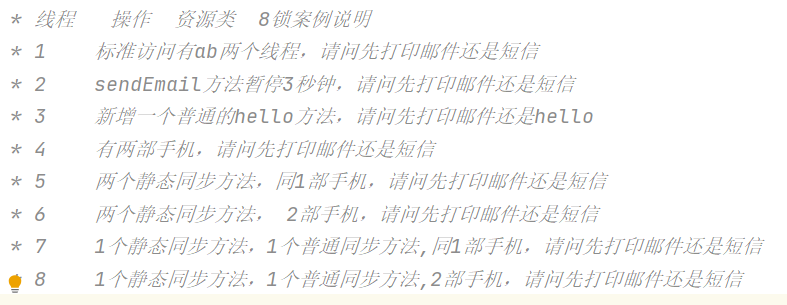 * 线程 操作 资源类 8锁案例说明
* 1 标准访问有ab两个线程，请问先打印邮件还是短信
* 2 sendEmail方法暂停3秒钟，请问先打印邮件还是短信
* 3 新增一个普通的hello方法，请问先打印邮件还是hello
* 4 有两部手机，请问先打印邮件还是短信
* 5 两个静态同步方法，同1部手机，请问先打印邮件还是短信
* 6 两个静态同步方法， 2部手机，请问先打印邮件还是短信
* 7 1个静态同步方法，1个普通同步方法,同1部手机，请问先打印邮件还是短信
* 8 1个静态同步方法，1个普通同步方法,2部手机，请问先打印邮件还是短信